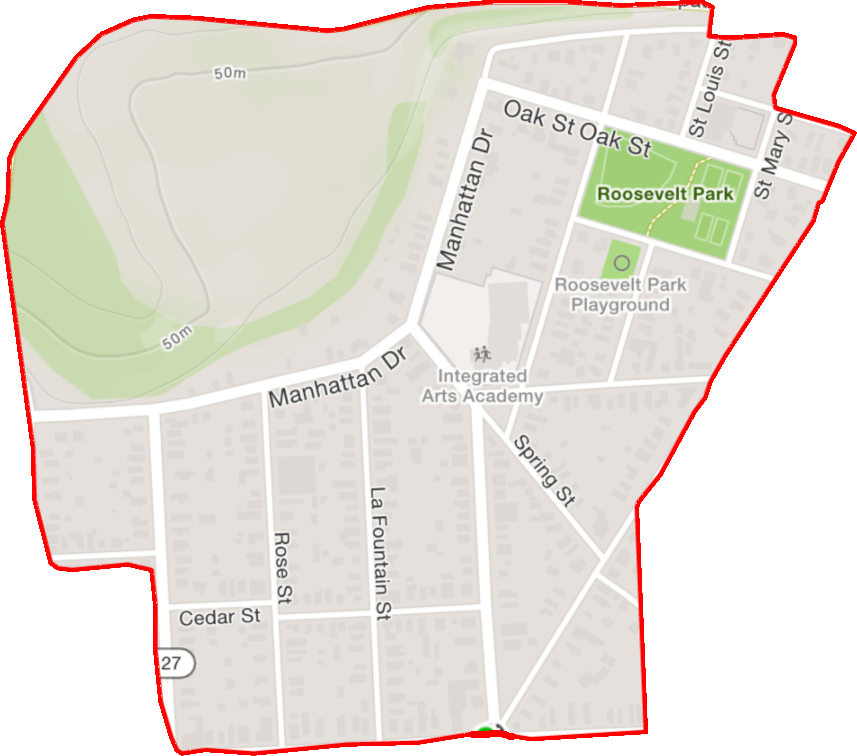 50m
St Louis St
Oak St
Oak St
St Mary S
Manhattan Dr
Roosevelt Park
Roosevelt Park
Playground
50m
Manhattan Dr
Integrated
Arts Academy
Spring St
La Fountain St
Rose St
Cedar St
27